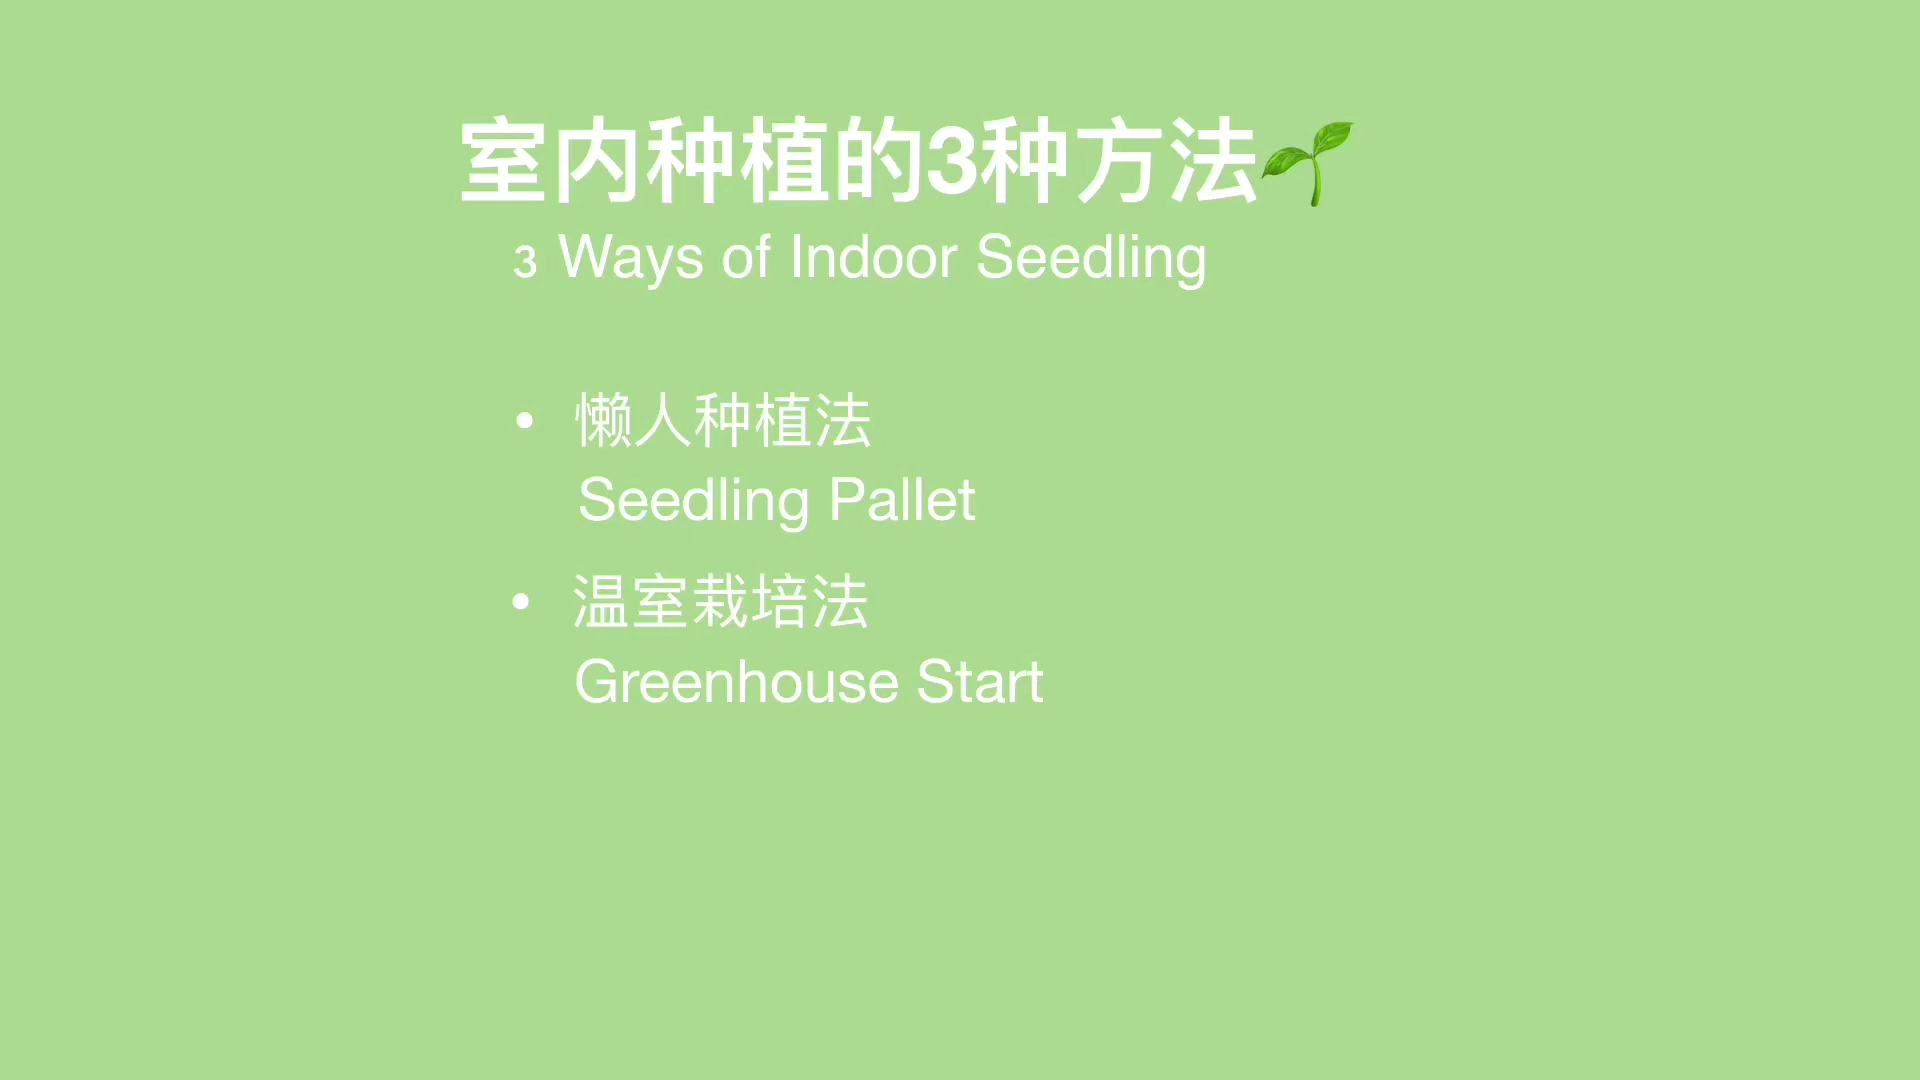 室内种植的3种方法🌱
3 Ways of Indoor Seedling
• 懒人种植法
Seedling Pallet
• 温室栽培法
Greenhouse Start